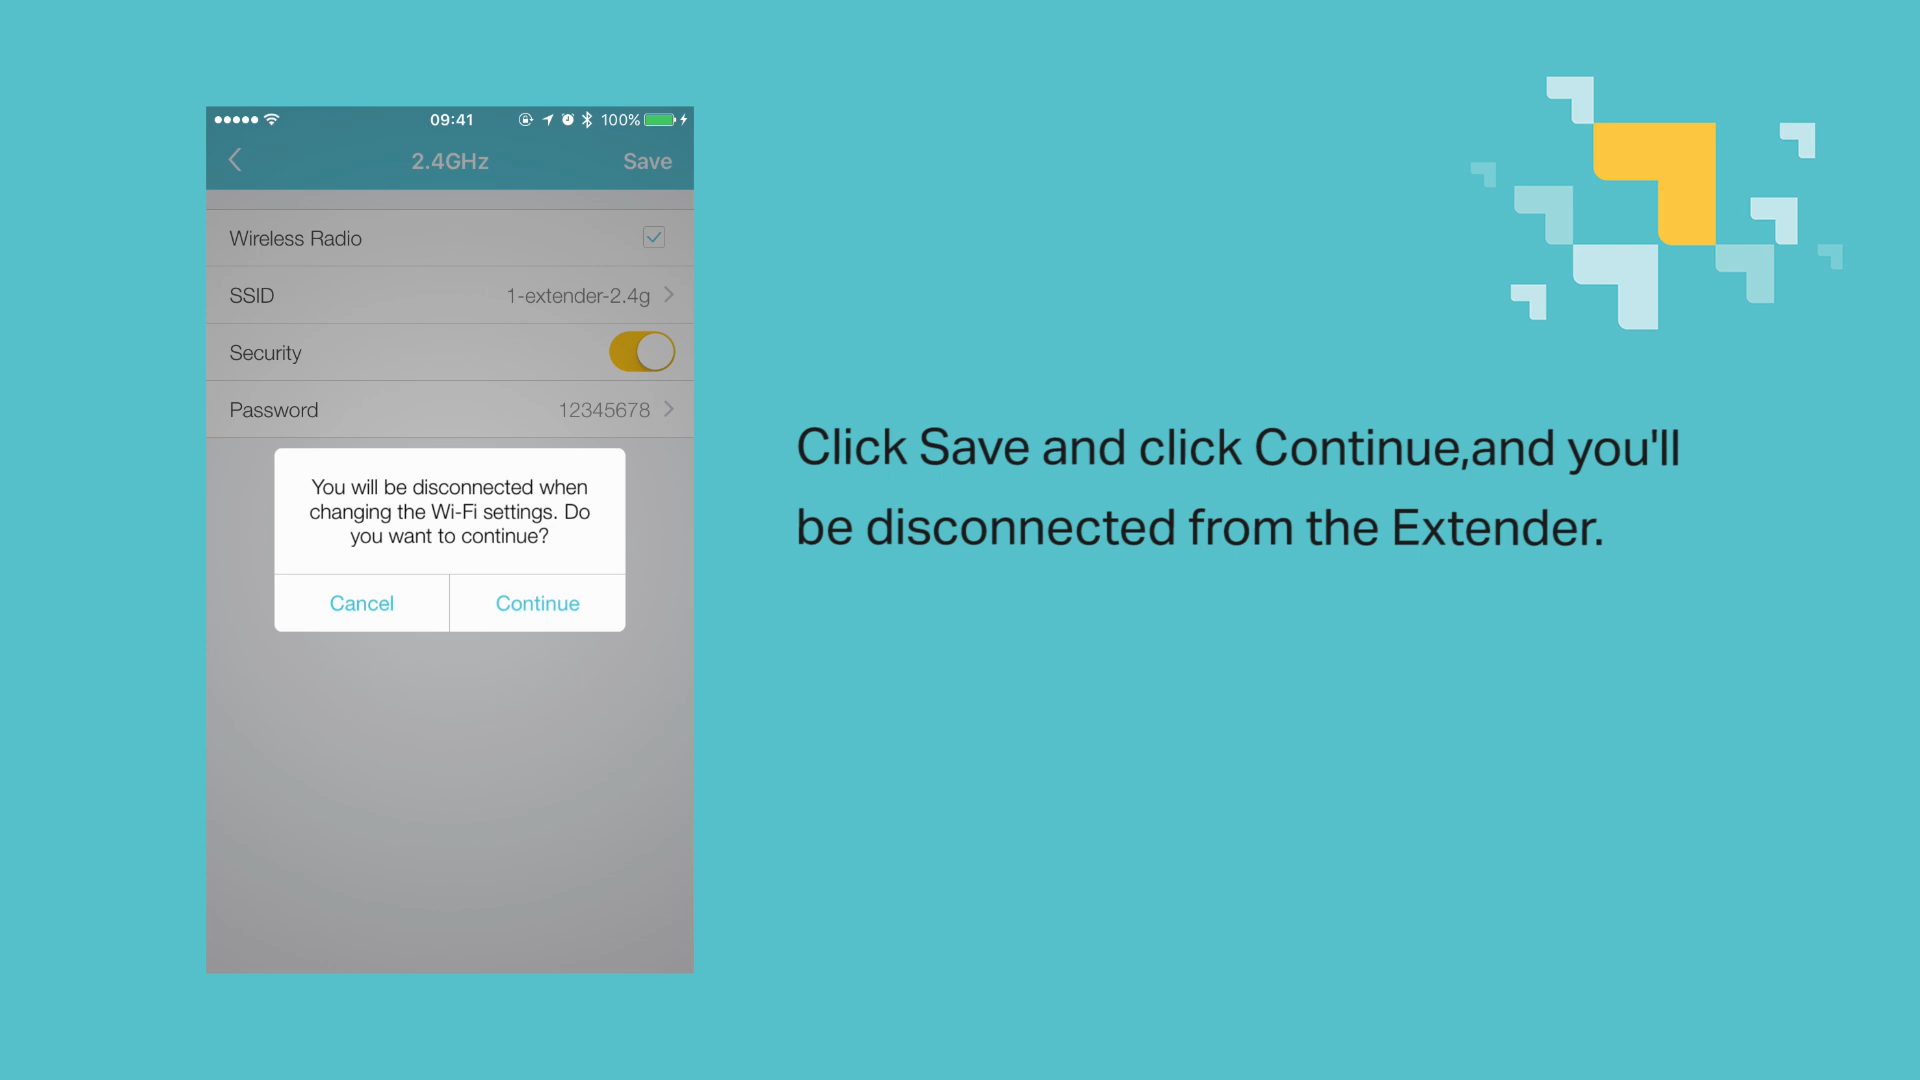 09:41 100%
2.4GHz Save
Wireless Radio
SSID 1-extender-2.4g
Security
Password 12345678
You will be disconnected when
changing the Wi-Fi settings. Do
you want to continue?
Cancel Continue
Click Save and click Continue,and you'll
be disconnected from the Extender.